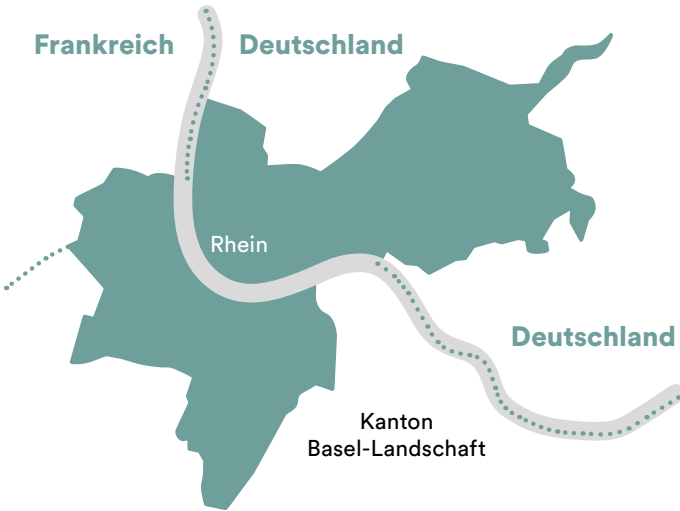 Frankreich
Deutschland
Rhein
Deutschland
Kanton
Basel-Landschaft